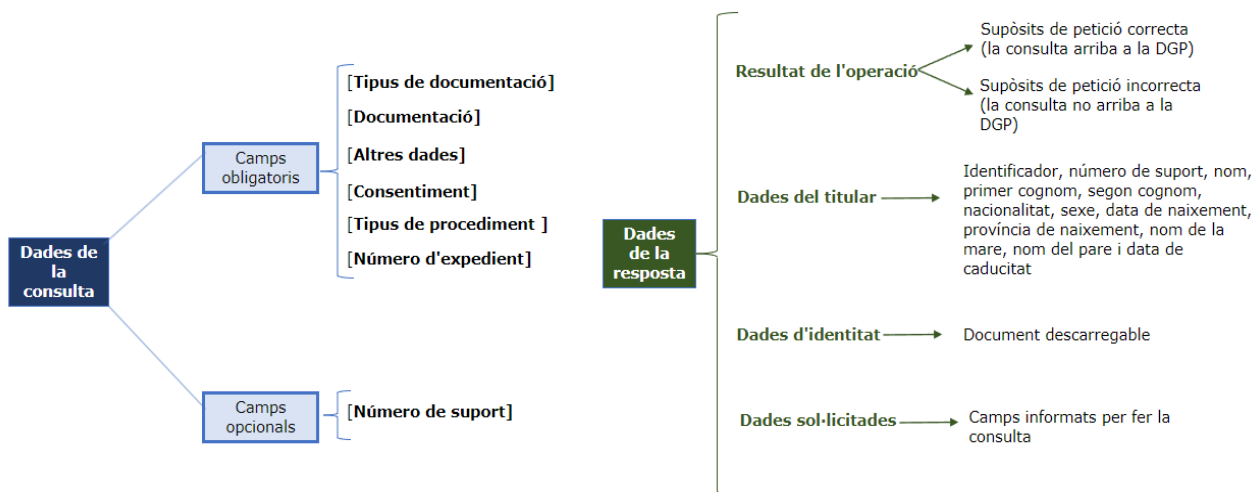 Dades de
la
consulta
Camps
obligatoris
[Tipus de documentació]
[Documentació]
[Altres dades]
[Consentiment]
[Tipus de procediment ]
[Número d'expedient]
Camps
opcionals
[Número de suport]
Dades
de la
resposta
Resultat de l'operació
Supòsits de petició correcta
(la consulta arriba a la DGP)
Supòsits de petició incorrecta
(la consulta no arriba a la
DGP)
Dades del titular
Identificador, número de suport, nom,
primer cognom, segon cognom,
nacionalitat, sexe, data de naixement,
província de naixement, nom de la
mare, nom del pare i data de
caducitat
Dades d'identitat
Document descarregable
Dades sol·licitades
Camps informats per fer la
consulta